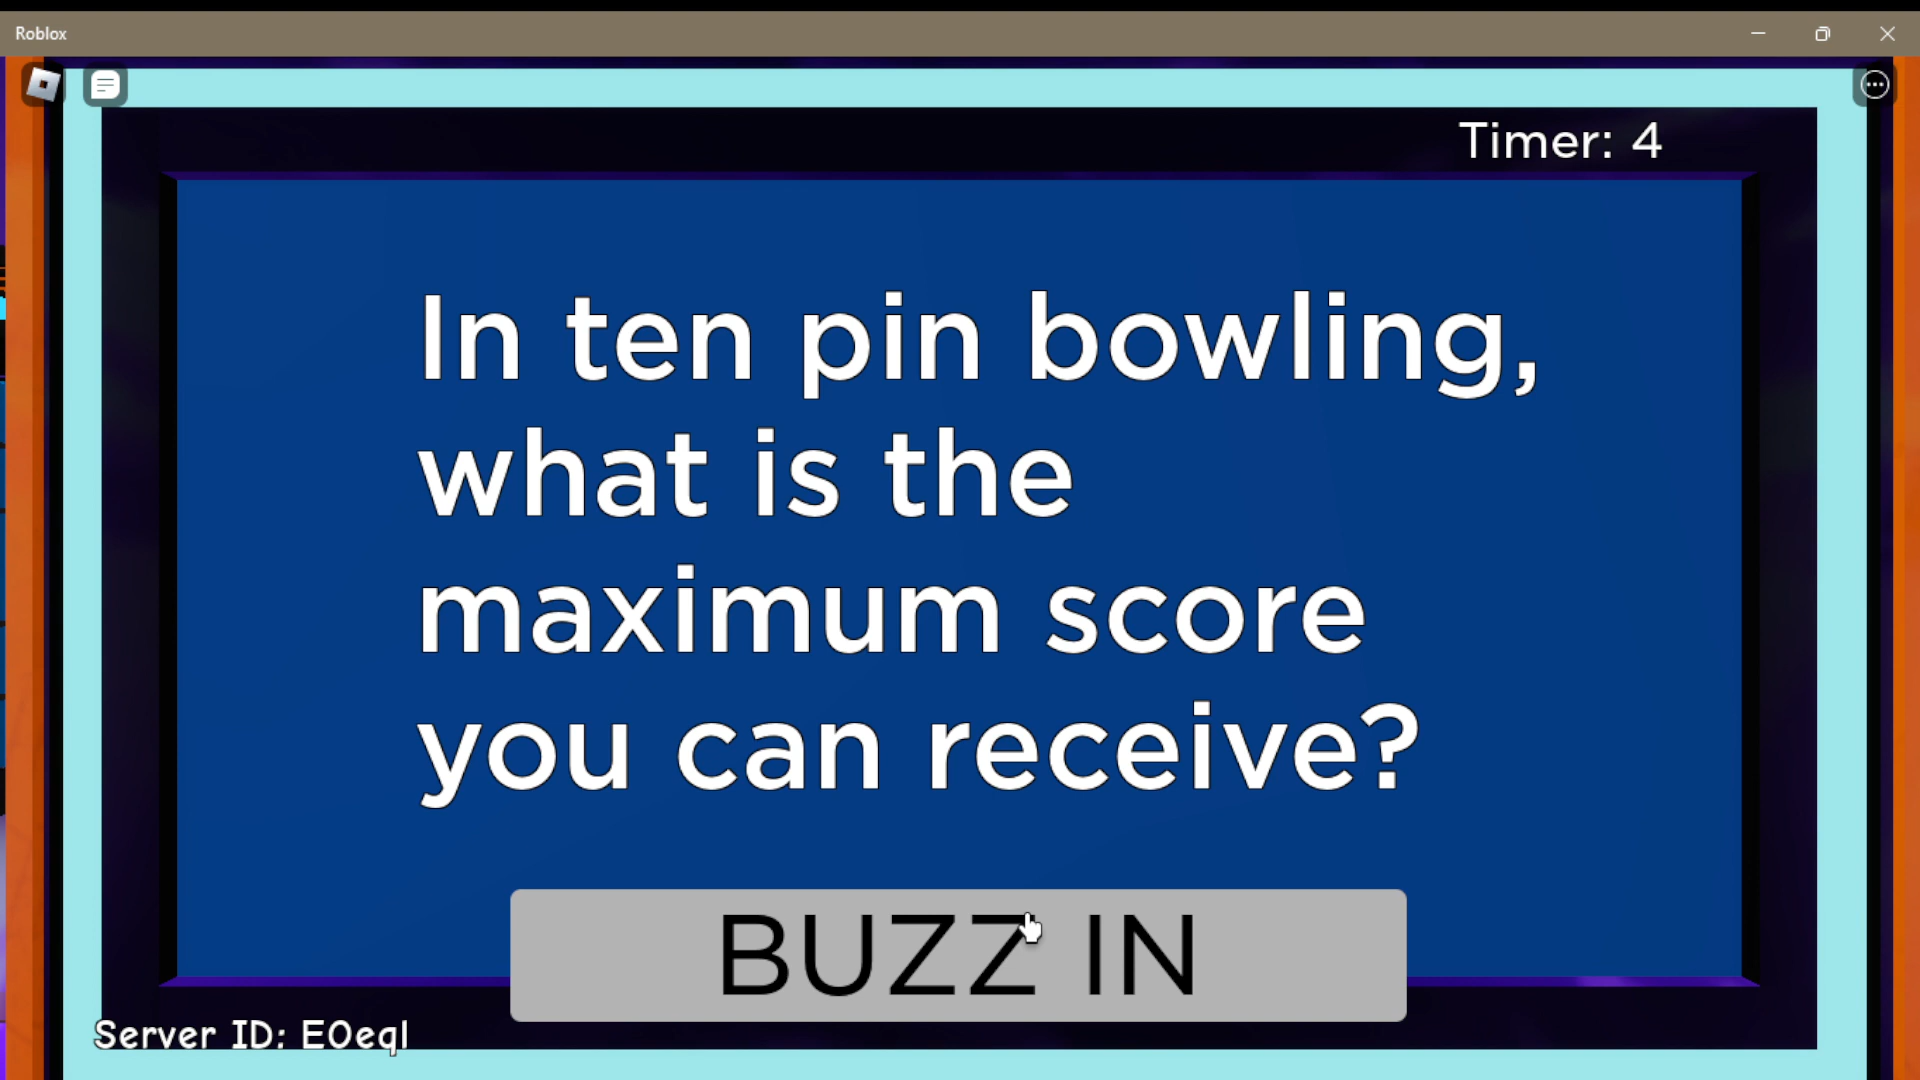 Roblox
Timer: 4
In ten pin bowling,
what is the
maximum score
you can receive?
BUZZ IN
Server ID: EOeql